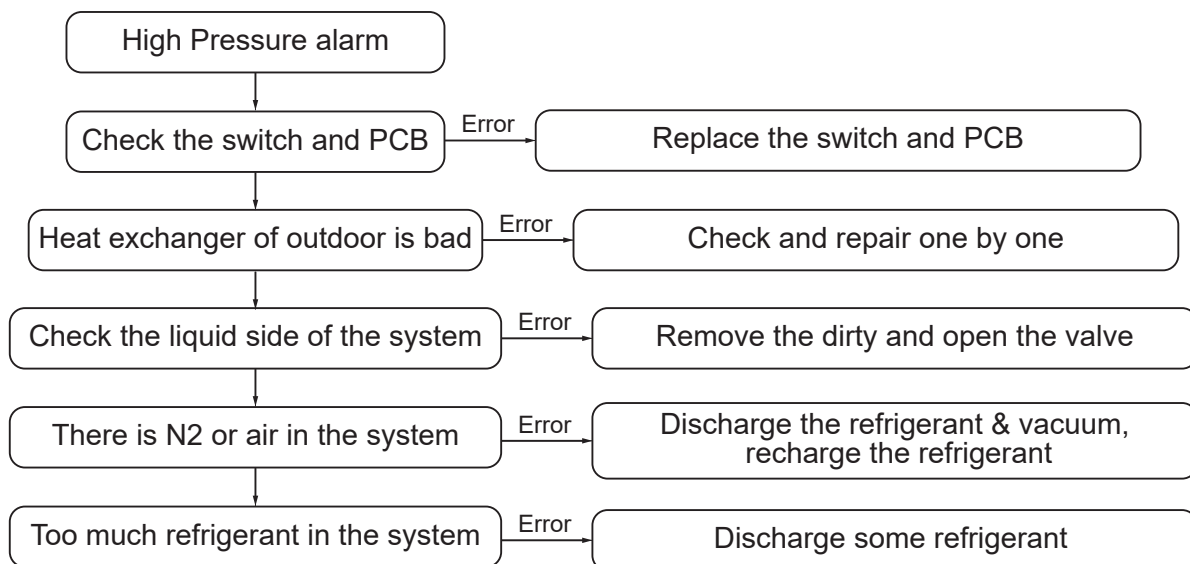 High Pressure alarm
Check the switch and PCB
Error
Replace the switch and PCB
Heat exchanger of outdoor is bad
Error
Check and repair one by one
Check the liquid side of the system
Error
Remove the dirty and open the valve
There is N2 or air in the system
Error
Discharge the refrigerant & vacuum,
recharge the refrigerant
Too much refrigerant in the system
Error
Discharge some refrigerant